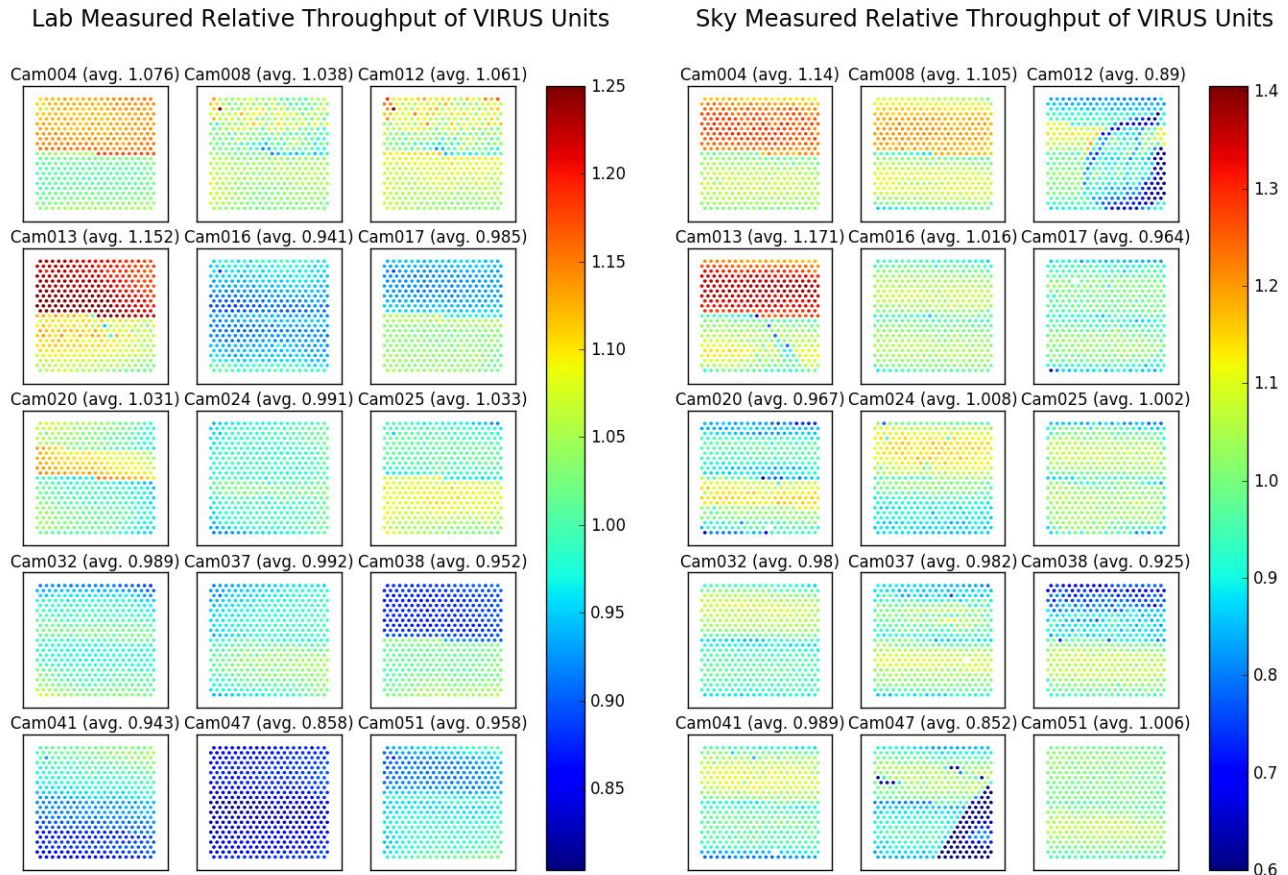 Lab Measured Relative Throughput of VIRUS Units
Cam004 (avg. 1.076) Cam008 (avg. 1.038) Cam012 (avg. 1.061)
Cam013 (avg. 1.152) Cam016 (avg. 0.941) Cam017 (avg. 0.985)
Cam020 (avg. 1.031) Cam024 (avg. 0.991) Cam025 (avg. 1.033)
Cam032 (avg. 0.989) Cam037 (avg. 0.992) Cam038 (avg. 0.952)
Cam041 (avg. 0.943) Cam047 (avg. 0.858) Cam051 (avg. 0.958)
1.25
1.20
1.15
1.10
1.05
1.00
0.95
0.90
0.85
Sky Measured Relative Throughput of VIRUS Units
Cam004 (avg. 1.14) Cam008 (avg. 1.105) Cam012 (avg. 0.89)
Cam013 (avg. 1.171) Cam016 (avg. 1.016) Cam017 (avg. 0.964)
Cam020 (avg. 0.967) Cam024 (avg. 1.008) Cam025 (avg. 1.002)
Cam032 (avg. 0.98) Cam037 (avg. 0.982) Cam038 (avg. 0.925)
Cam041 (avg. 0.989) Cam047 (avg. 0.852) Cam051 (avg. 1.006)
1.4
1.3
1.2
1.1
1.0
0.9
0.8
0.7
0.6